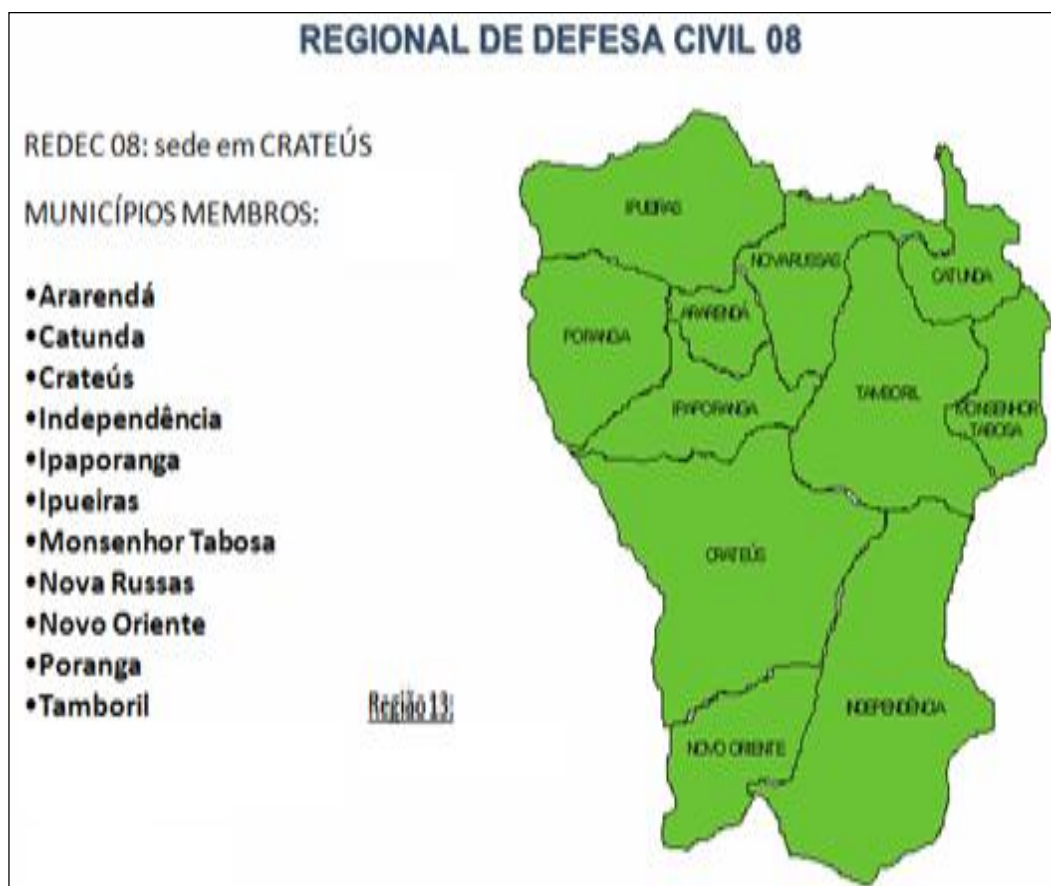 REGIONAL DE DEFESA CIVIL 08
REDEC 08: sede em CRATEÚS
MUNICÍPIOS MEMBROS:
•Ararendá
•Catunda
•Crateús
•Independência
•Ipaporanga
•Ipueiras
•Monsenhor Tabosa
•Nova Russas
•Novo Oriente
•Poranga
•Tamboril
Região 13:
IPUEIRAS
NOVA RUSSAS
CATUNDA
ARARENDÁ
PORANGA
TAMBORIL
IPAPORANGA
MONSENHOR
TABOSA
CRATEÚS
INDEPENDÊNCIA
NOVO ORIENTE